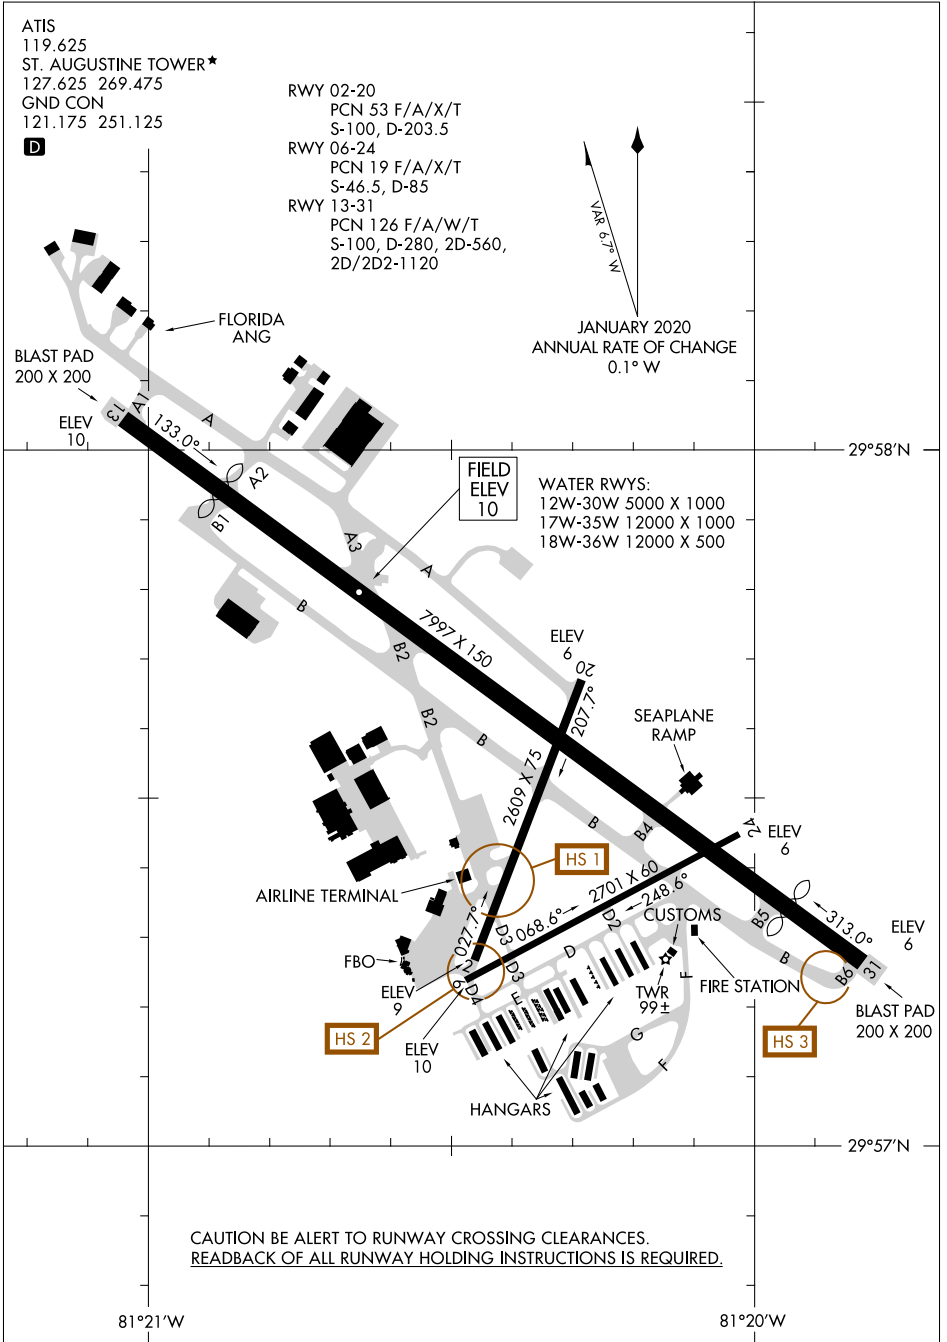 ATIS
119.625
ST. AUGUSTINE TOWER★
127.625 269.475
GND CON
121.175 251.125
D
RWY 02-20
PCN 53 F/A/X/T
S-100, D-203.5
RWY 06-24
PCN 19 F/A/X/T
S-46.5, D-85
RWY 13-31
PCN 126 F/A/W/T
S-100, D-280, 2D-560,
2D/2D2-1120
VAR 6.7° W
JANUARY 2020
ANNUAL RATE OF CHANGE
0.1° W
FLORIDA
ANG
BLAST PAD
200 X 200
ELEV
10
13
A1
A
133.0°
A2
B1
29°58'N
FIELD
ELEV
10
WATER RWYS:
12W-30W 5000 X 1000
17W-35W 12000 X 1000
18W-36W 12000 X 500
A3
A
B
7997 X 150
B2
B2
ELEV
6
20
207.7°
B
2609 X 75
SEAPLANE
RAMP
B
B4
24
ELEV
6
HS 1
AIRLINE TERMINAL
2701 X 60
248.6°
068.6°
027.7°
D3
D2
CUSTOMS
B5
313.0°
ELEV
6
31
B
B6
FBO
ELEV
9
2
6
D4
D3
D
E
TWR
99±
F
FIRE STATION
BLAST PAD
200 X 200
HS 2
ELEV
10
HS 3
G
F
HANGARS
29°57'N
CAUTION BE ALERT TO RUNWAY CROSSING CLEARANCES.
READBACK OF ALL RUNWAY HOLDING INSTRUCTIONS IS REQUIRED.
81°21'W
81°20'W